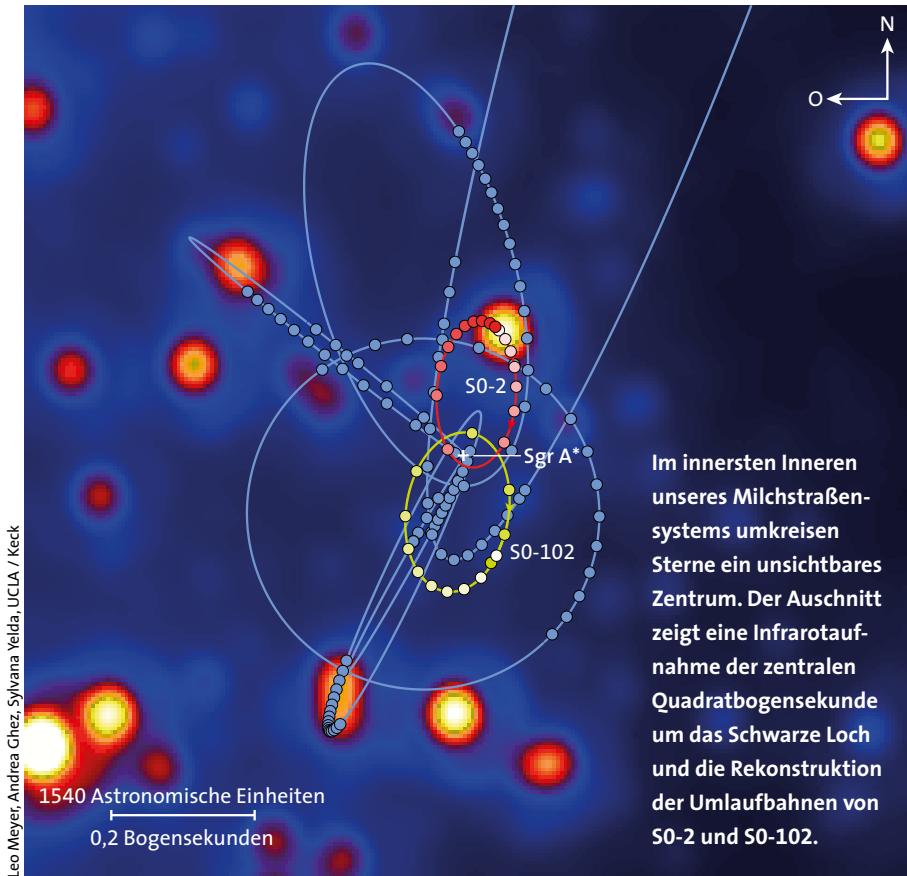 N
O
S0-2
Sgr A*
S0-102
Im innersten Inneren
unseres Milchstraßen-
systems umkreisen
Sterne ein unsichtbares
Zentrum. Der Auschnitt
zeigt eine Infrarotauf-
nahme der zentralen
Quadratbogensekunde
um das Schwarze Loch
und die Rekonstruktion
der Umlaufbahnen von
S0-2 und S0-102.
1540 Astronomische Einheiten
0,2 Bogensekunden
Leo Meyer, Andrea Ghez, Sylvana Yelda, UCLA / Keck